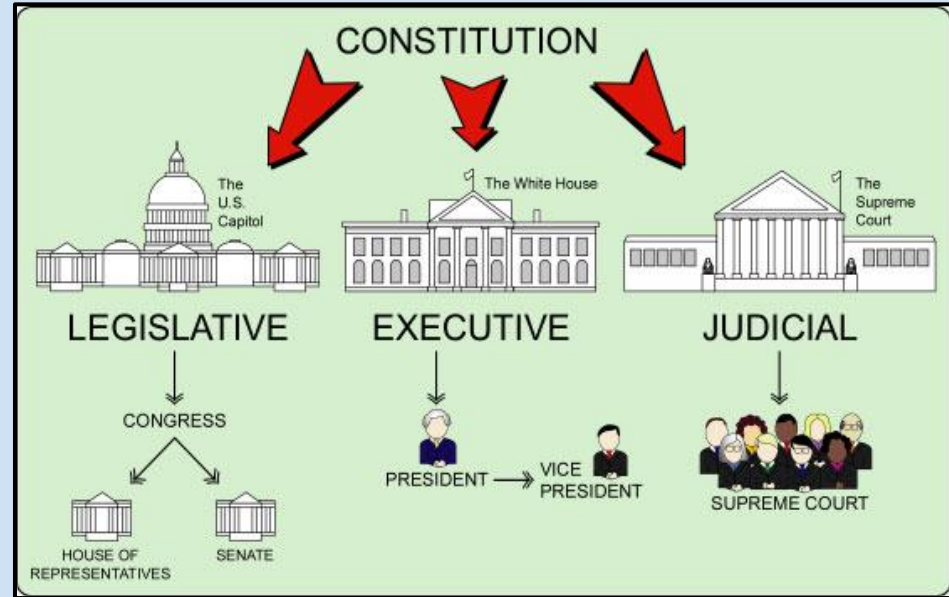 CONSTITUTION
The
U.S.
Capitol
The White House
The
Supreme
Court
LEGISLATIVE
EXECUTIVE
JUDICIAL
CONGRESS
HOUSE OF
REPRESENTATIVES
SENATE
PRESIDENT
VICE
PRESIDENT
SUPREME COURT